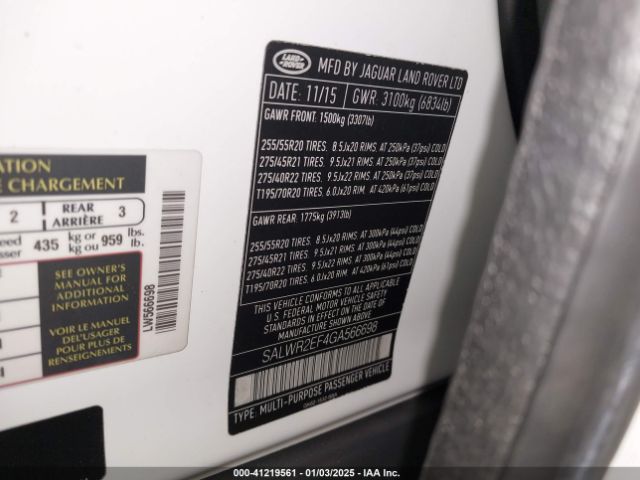 ATION
E CHARGEMENT
2 REAR ARRIÈRE 3
435 kg or kg ou 959 lbs. lb.
SEE OWNER'S
MANUAL FOR
ADDITIONAL
INFORMATION
VOIR LE MANUEL
DEL'USAGER
POUR PLUS DE
RENSEIGNEMENTS
LW566698
LAND ROVER
MFD BY JAGUAR LAND ROVER LTD
DATE: 11/15 GWR: 3100kg (6834lb)
GAWR FRONT: 1500kg (3307lb)
255/55R20 TIRES. 8.5Jx20 RIMS. AT 250kPa (37psi) COLD
275/45R21 TIRES. 9.5Jx21 RIMS. AT 250kPa (37psi) COLD
275/40R22 TIRES. 9.5Jx22 RIMS. AT 250kPa (37psi) COLD
T195/70R20 TIRES. 6.0JX20 RIM. AT 420kPa (61psi) COLD
GAWR REAR: 1775kg (3913lb)
255/55R20 TIRES. 8.5Jx20 RIMS. AT 300kPa (44psi) COLD
275/45R21 TIRES. 9.5Jx21 RIMS. AT 300kPa (44psi) COLD
275/40R22 TIRES. 9.5Jx22 RIMS. AT 300kPa (44psi) COLD
T195/70R20 TIRES. 6.0Jx20 RIM. AT 420kPa (61psi) COLD
THIS VEHICLE CONFORMS TO ALL APPLICABLE
U.S. FEDERAL MOTOR VEHICLE SAFETY
STANDARDS IN EFFECT ON THE DATE OF
MANUFACTURE SHOWN ABOVE.
SALWR2EF4GA566698
TYPE: MULTI-PURPOSE PASSENGER VEHICLE
000-41219561 | 01/03/2025 | IAA Inc.